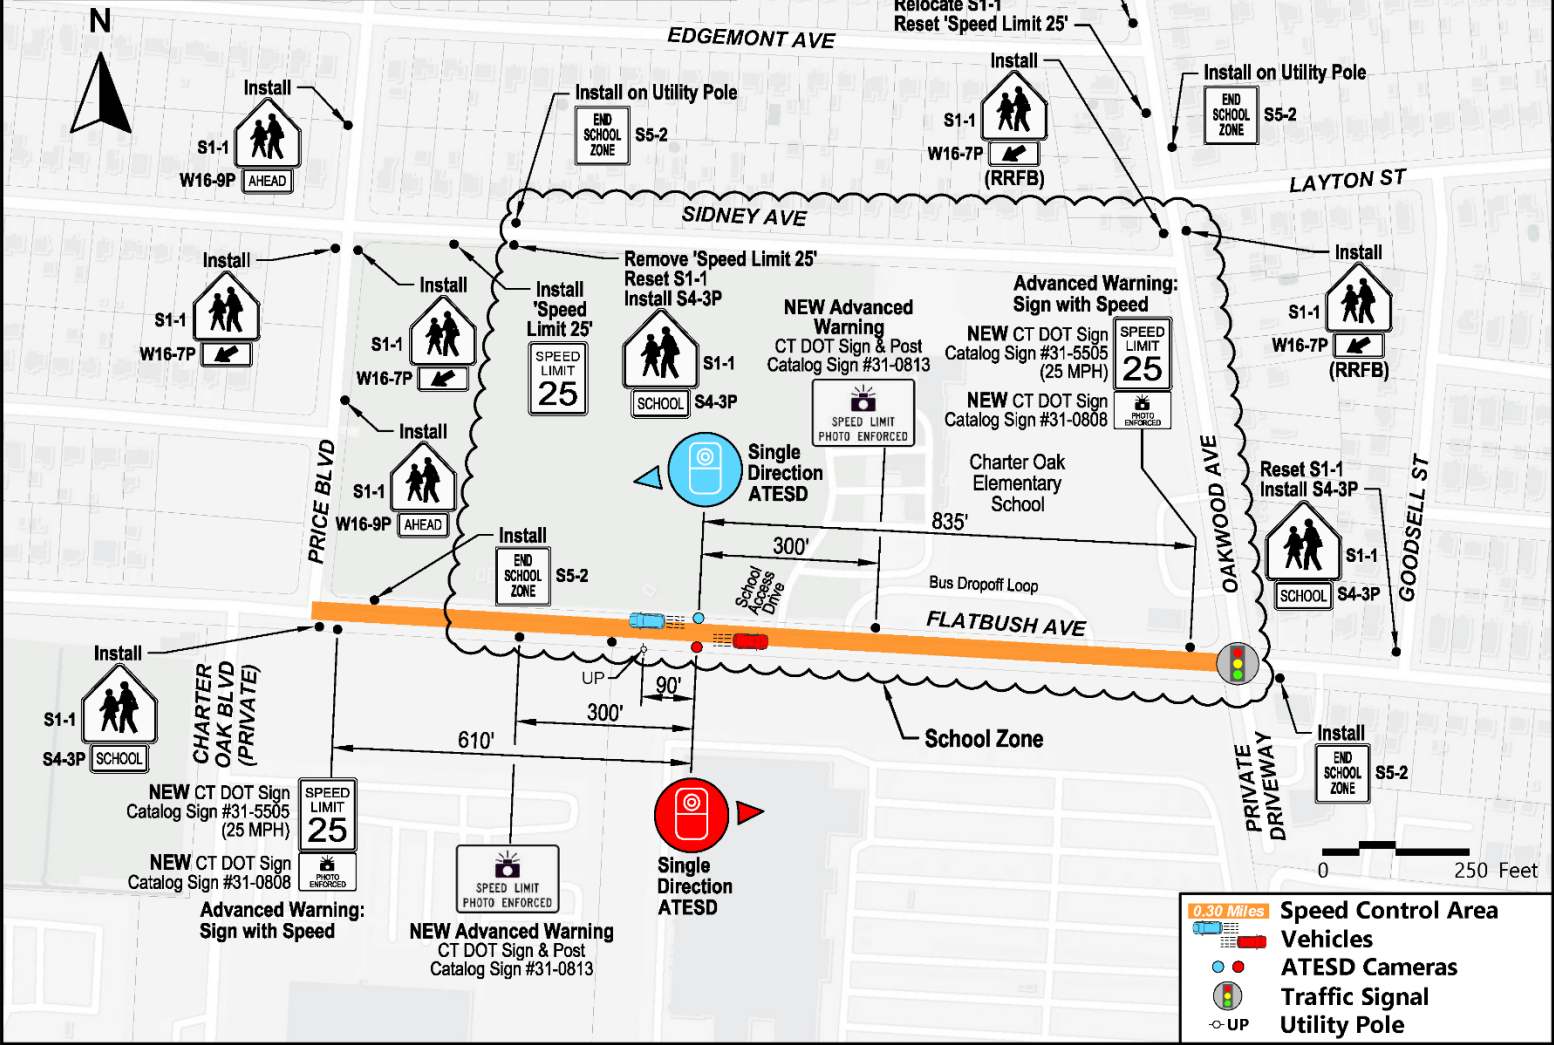 N
Relocate S1-1
Reset 'Speed Limit 25'
EDGEMONT AVE
Install
S1-1
W16-9P
AHEAD
Install on Utility Pole
END
SCHOOL
ZONE
S5-2
Install
S1-1
W16-7P
(RRFB)
Install on Utility Pole
END
SCHOOL
ZONE
S5-2
LAYTON ST
SIDNEY AVE
Install
S1-1
W16-7P
Install
S1-1
W16-7P
Install
'Speed
Limit 25'
SPEED
LIMIT
25
Remove 'Speed Limit 25'
Reset S1-1
Install S4-3P
S1-1
SCHOOL
S4-3P
NEW Advanced
Warning
CT DOT Sign & Post
Catalog Sign #31-0813
SPEED LIMIT
PHOTO ENFORCED
Advanced Warning:
Sign with Speed
NEW CT DOT Sign
Catalog Sign #31-5505
(25 MPH)
SPEED
LIMIT
25
NEW CT DOT Sign
Catalog Sign #31-0808
PHOTO
ENFORCED
Install
S1-1
W16-7P
(RRFB)
PRICE BLVD
Install
S1-1
W16-9P
AHEAD
Single
Direction
ATESD
Charter Oak
Elementary
School
OAKWOOD AVE
Reset S1-1
Install S4-3P
S1-1
SCHOOL
S4-3P
GOODSELL ST
Install
END
SCHOOL
ZONE
S5-2
835'
300'
School
Access
Drive
Bus Dropoff Loop
FLATBUSH AVE
UP
90'
300'
610'
School Zone
Install
S1-1
S4-3P
SCHOOL
CHARTER
OAK BLVD
(PRIVATE)
NEW CT DOT Sign
Catalog Sign #31-5505
(25 MPH)
SPEED
LIMIT
25
NEW CT DOT Sign
Catalog Sign #31-0808
PHOTO
ENFORCED
Advanced Warning:
Sign with Speed
SPEED LIMIT
PHOTO ENFORCED
NEW Advanced Warning
CT DOT Sign & Post
Catalog Sign #31-0813
Single
Direction
ATESD
PRIVATE
DRIVEWAY
Install
END
SCHOOL
ZONE
S5-2
0
250 Feet
0.30 Miles
Speed Control Area
Vehicles
ATESD Cameras
Traffic Signal
UP
Utility Pole